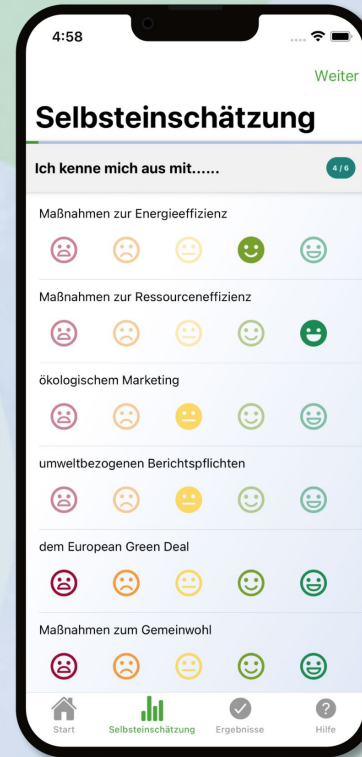 4:58
Weiter
Selbsteinschätzung
Ich kenne mich aus mit......
4 / 6
Maßnahmen zur Energieeffizienz
Maßnahmen zur Ressourceneffizienz
ökologischem Marketing
umweltbezogenen Berichtspflichten
dem European Green Deal
Maßnahmen zum Gemeinwohl
Start
Selbsteinschätzung
Ergebnisse
?
Hilfe